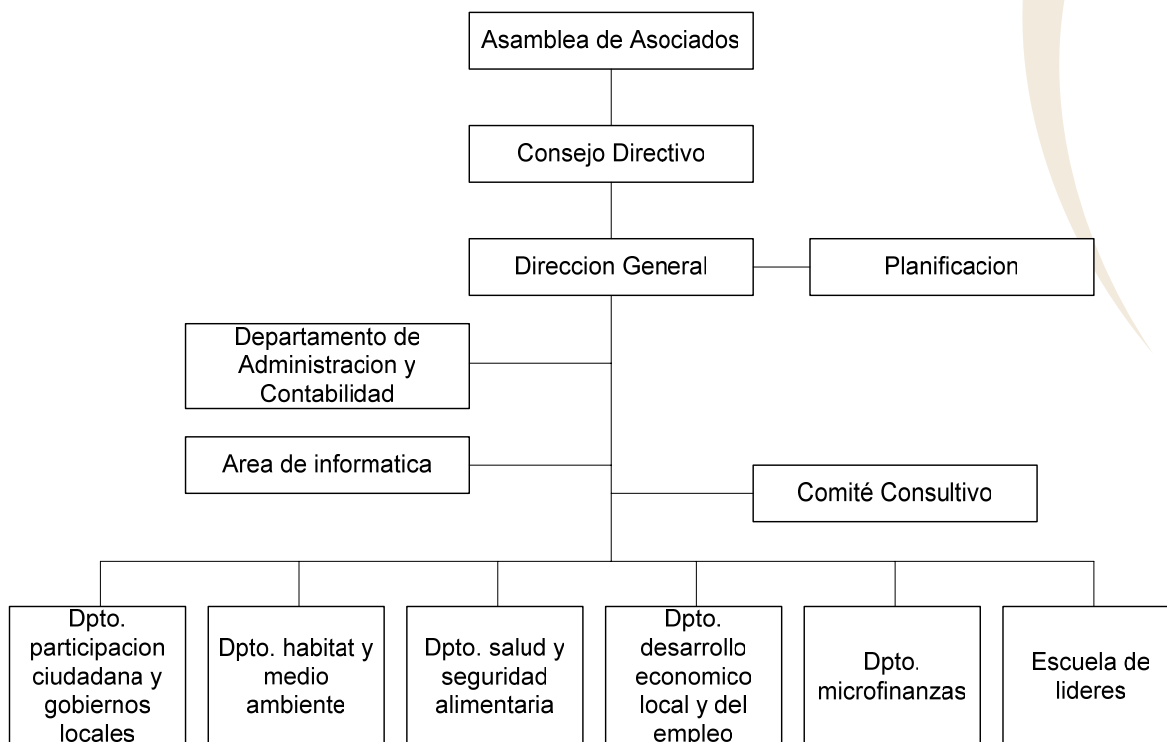 Asamblea de Asociados
Consejo Directivo
Direccion General
Planificacion
Departamento de
Administracion y
Contabilidad
Area de informatica
Comité Consultivo
Dpto.
participacion
ciudadana y
gobiernos
locales
Dpto. habitat y
medio
ambiente
Dpto. salud y
seguridad
alimentaria
Dpto.
desarrollo
economico
local y del
empleo
Dpto.
microfinanzas
Escuela de
lideres